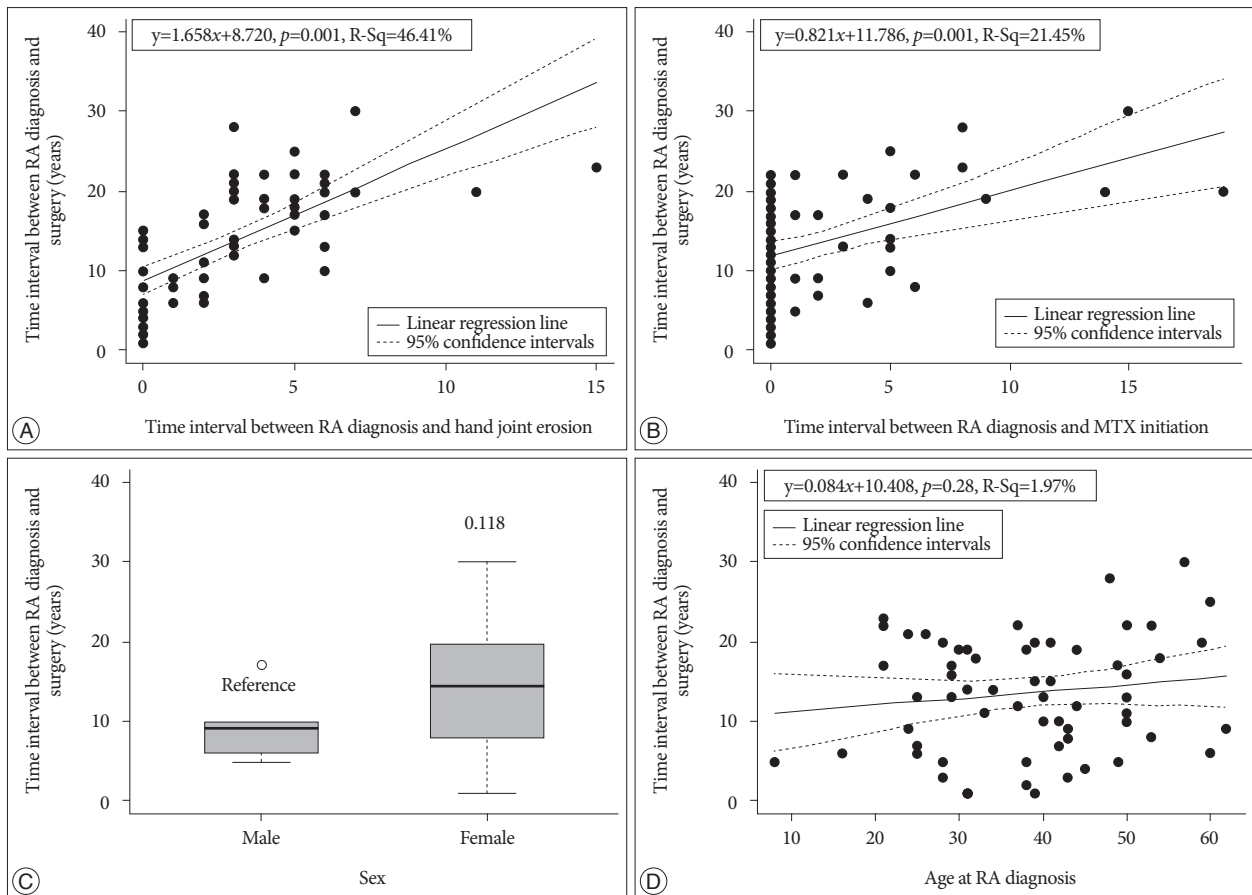 y=1.658x+8.720, p=0.001, R-Sq=46.41%
Time interval between RA diagnosis and
surgery (years)
40
30
20
10
0
Linear regression line
95% confidence intervals
0
5
10
15
Time interval between RA diagnosis and hand joint erosion
A
y=0.821x+11.786, p=0.001, R-Sq=21.45%
Time interval between RA diagnosis and
surgery (years)
40
30
20
10
0
Linear regression line
95% confidence intervals
0
5
10
15
Time interval between RA diagnosis and MTX initiation
B
Time interval between RA diagnosis and
surgery (years)
40
30
20
10
0
0.118
Reference
Male
Female
Sex
C
y=0.084x+10.408, p=0.28, R-Sq=1.97%
Linear regression line
95% confidence intervals
Time interval between RA diagnosis and
surgery (years)
40
30
20
10
0
10
20
30
40
50
60
Age at RA diagnosis
D